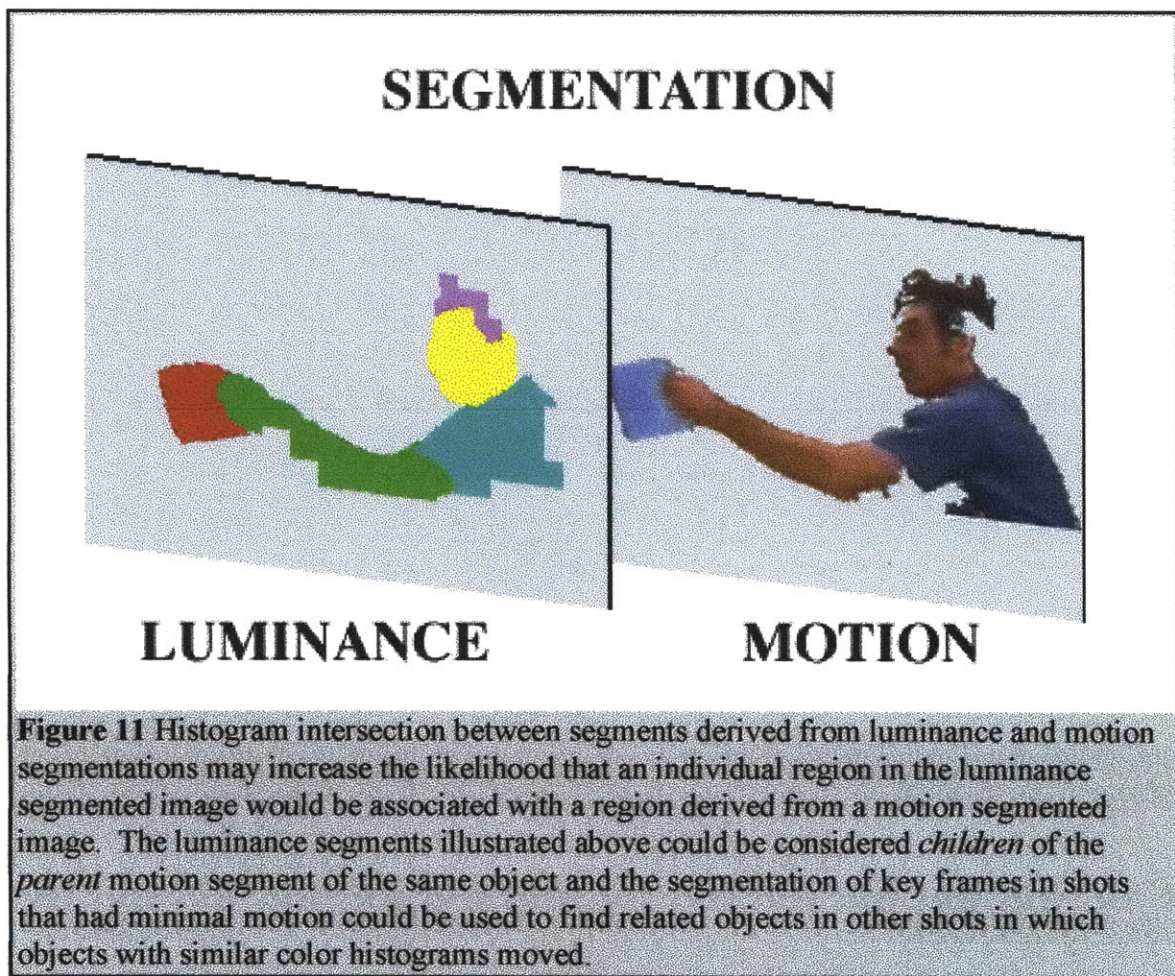 SEGMENTATION
LUMINANCE
MOTION
Figure 11 Histogram intersection between segments derived from luminance and motion
segmentations may increase the likelihood that an individual region in the luminance
segmented image would be associated with a region derived from a motion segmented
image. The luminance segments illustrated above could be considered children of the
parent motion segment of the same object and the segmentation of key frames in shots
that had minimal motion could be used to find related objects in other shots in which
objects with similar color histograms moved.